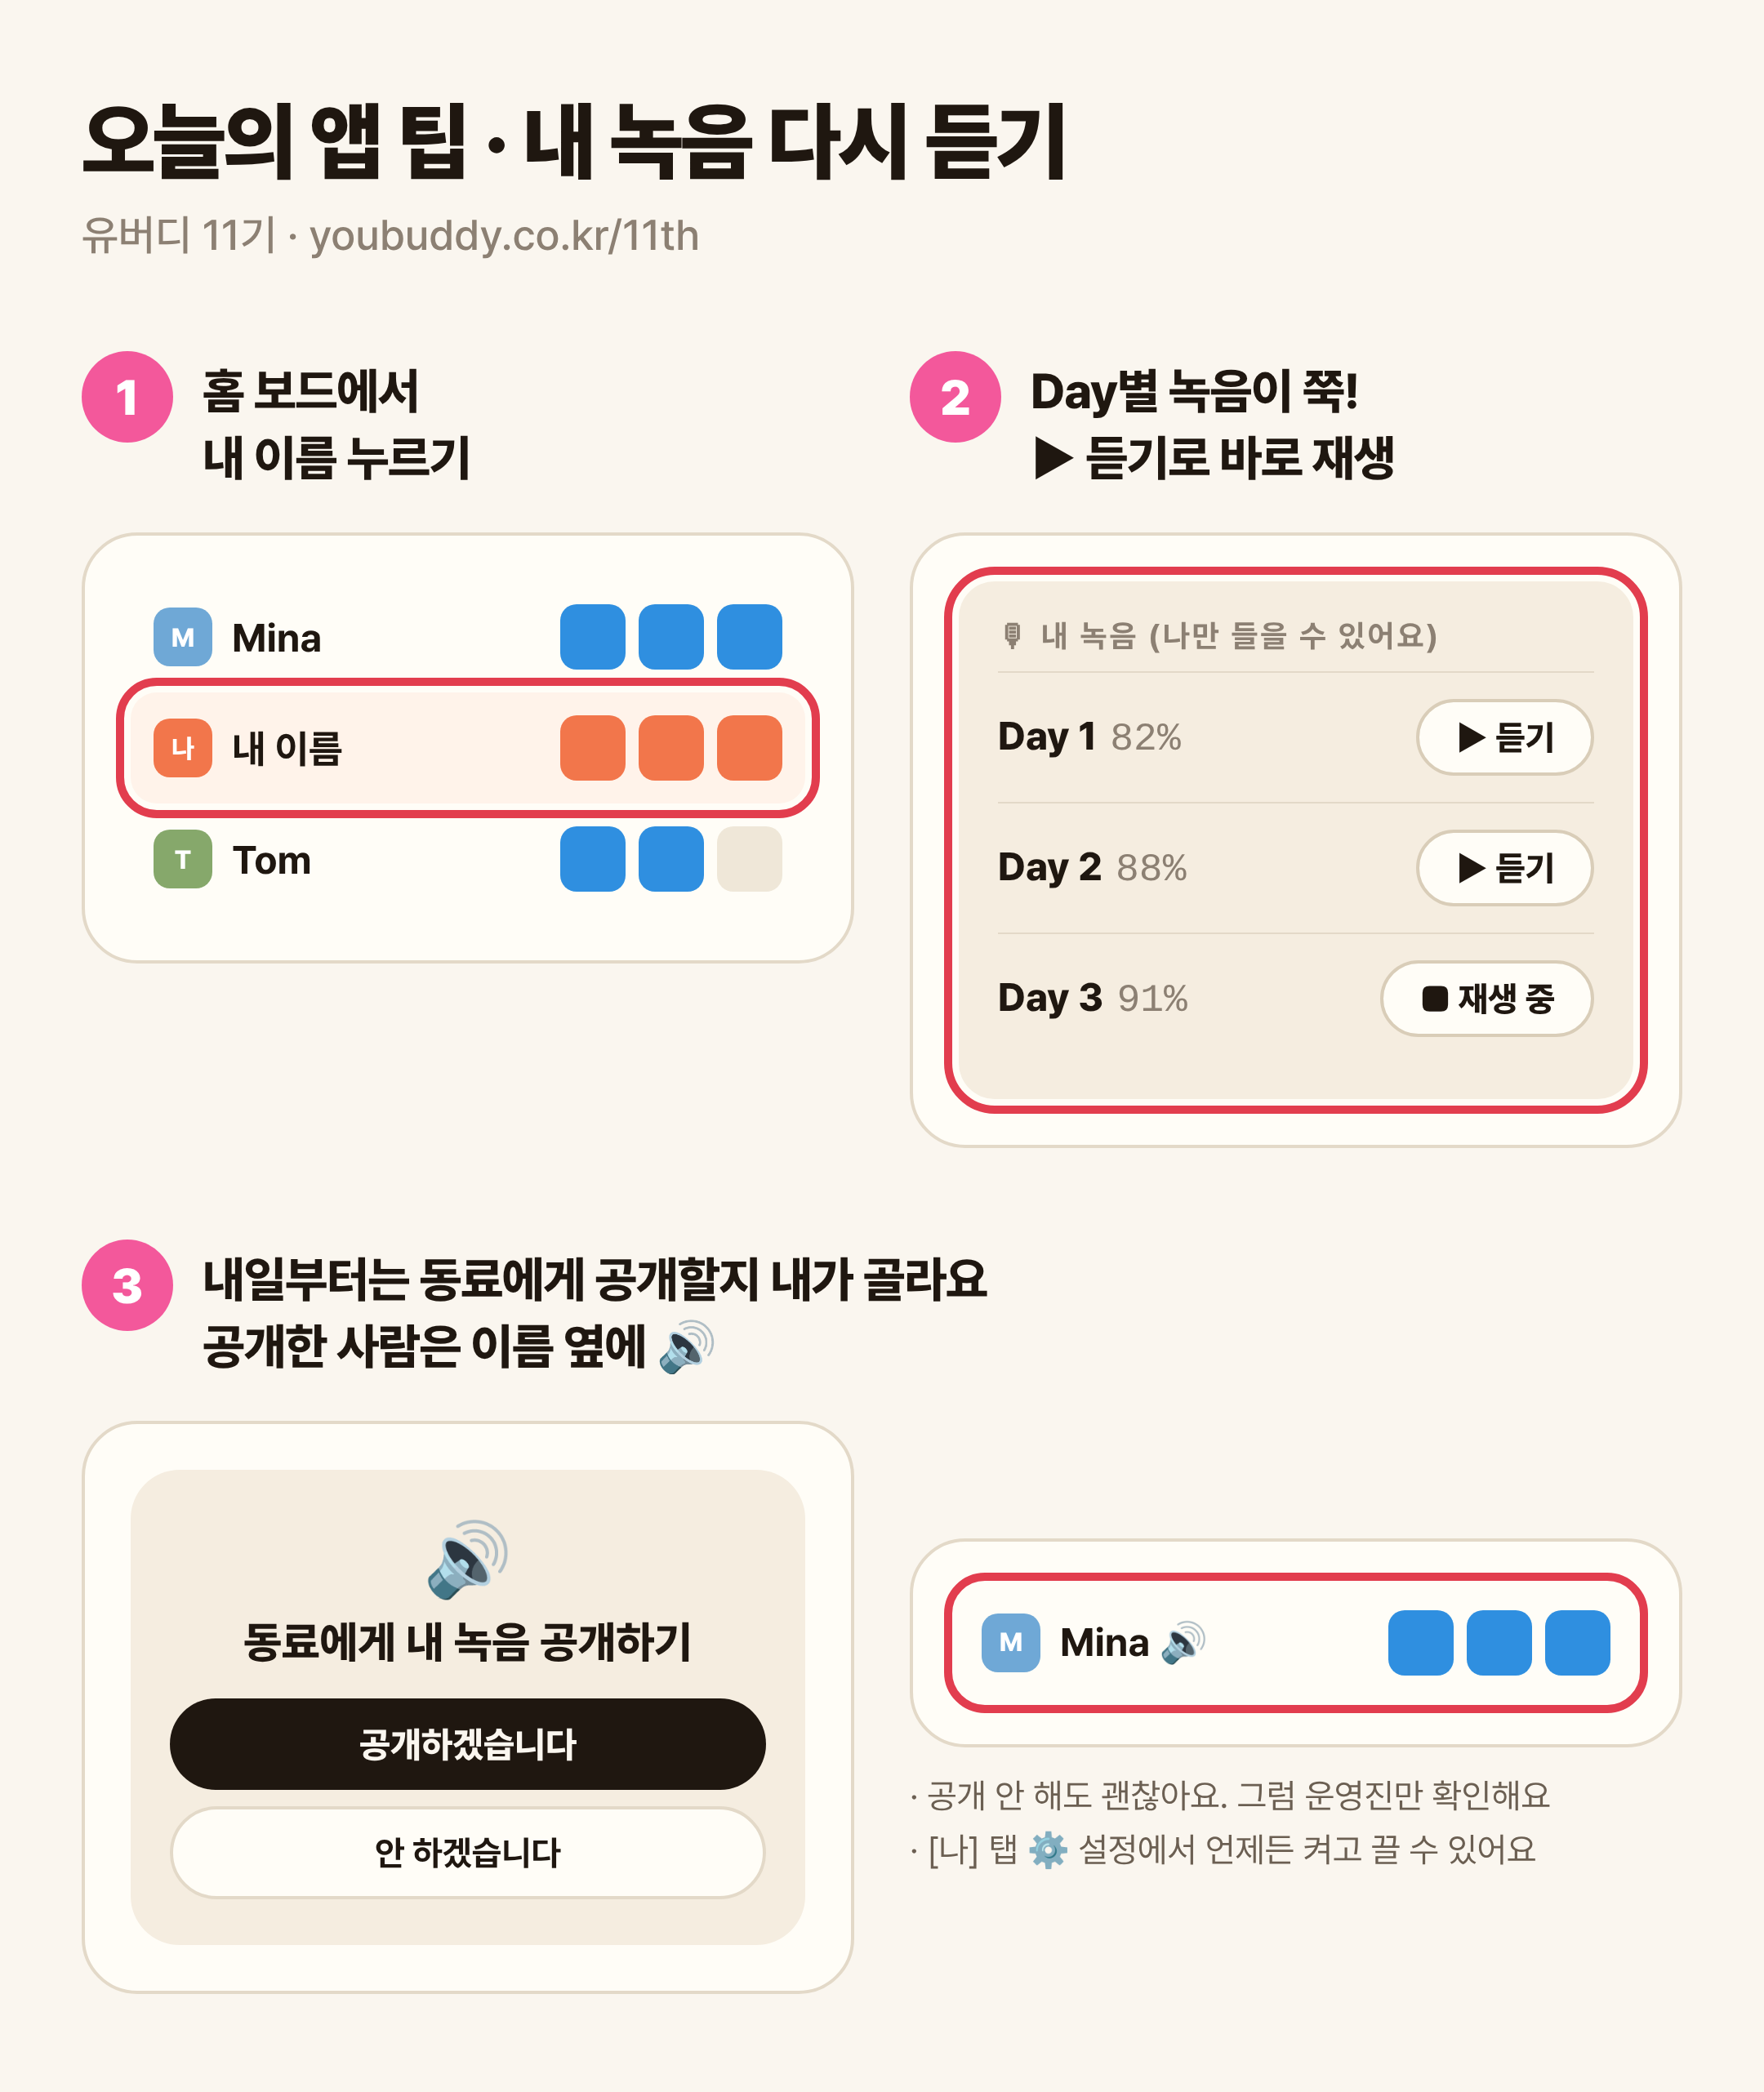 오늘의 앱 팁 · 내 녹음 다시 듣기
유버디 11기 · youbuddy.co.kr/11th
1
홈 보드에서
내 이름 누르기
M Mina
나 내 이름
T Tom
2
Day별 녹음이 쭉!
▶ 듣기로 바로 재생
🎙 내 녹음 (나만 들을 수 있어요)
Day 1 82% ▶ 듣기
Day 2 88% ▶ 듣기
Day 3 91% ■ 재생 중
3
내일부터는 동료에게 공개할지 내가 골라요
공개한 사람은 이름 옆에 🔊
🔊
동료에게 내 녹음 공개하기
공개하겠습니다
안 하겠습니다
M Mina 🔊
· 공개 안 해도 괜찮아요. 그럼 운영진만 확인해요
· [나] 탭 ⚙️ 설정에서 언제든 켜고 끌 수 있어요